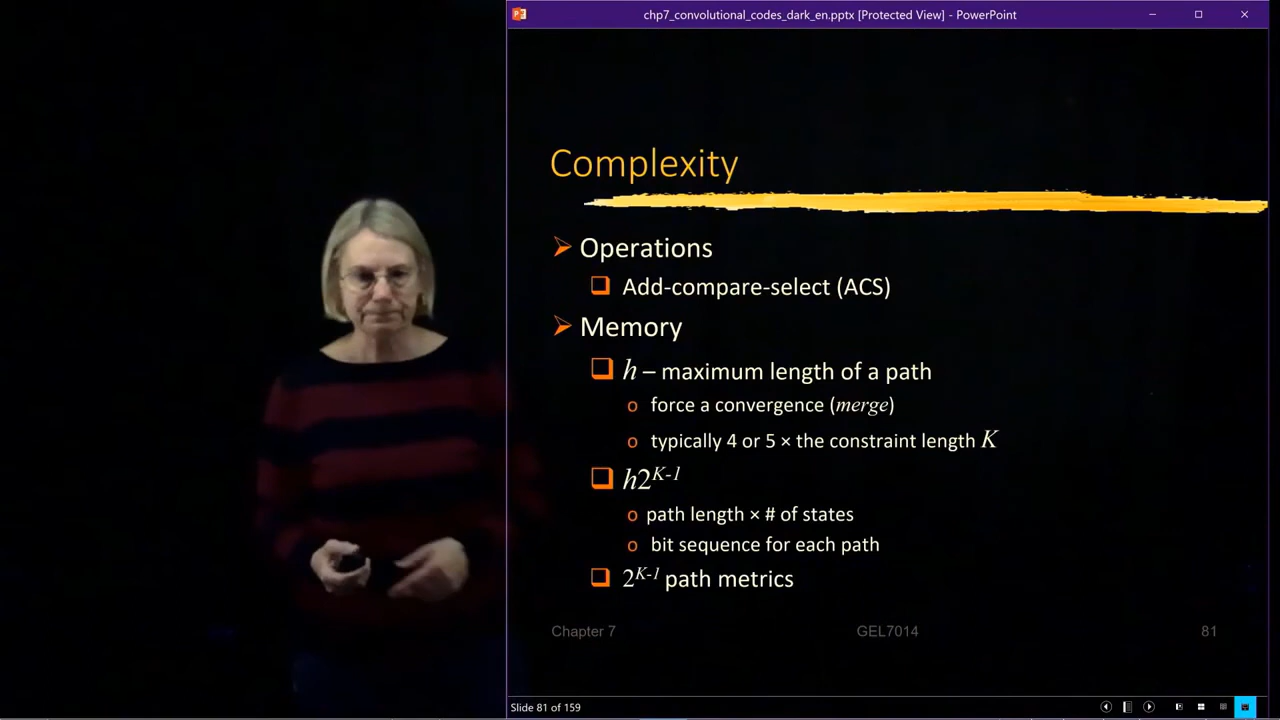 chp7_convolutional_codes_dark_en.pptx [Protected View] - PowerPoint
Complexity
Operations
Add-compare-select (ACS)
Memory
h – maximum length of a path
force a convergence (merge)
typically 4 or 5 × the constraint length K
h2^{K-1}
path length × # of states
bit sequence for each path
2^{K-1} path metrics
Chapter 7 GEL7014 81
Slide 81 of 159